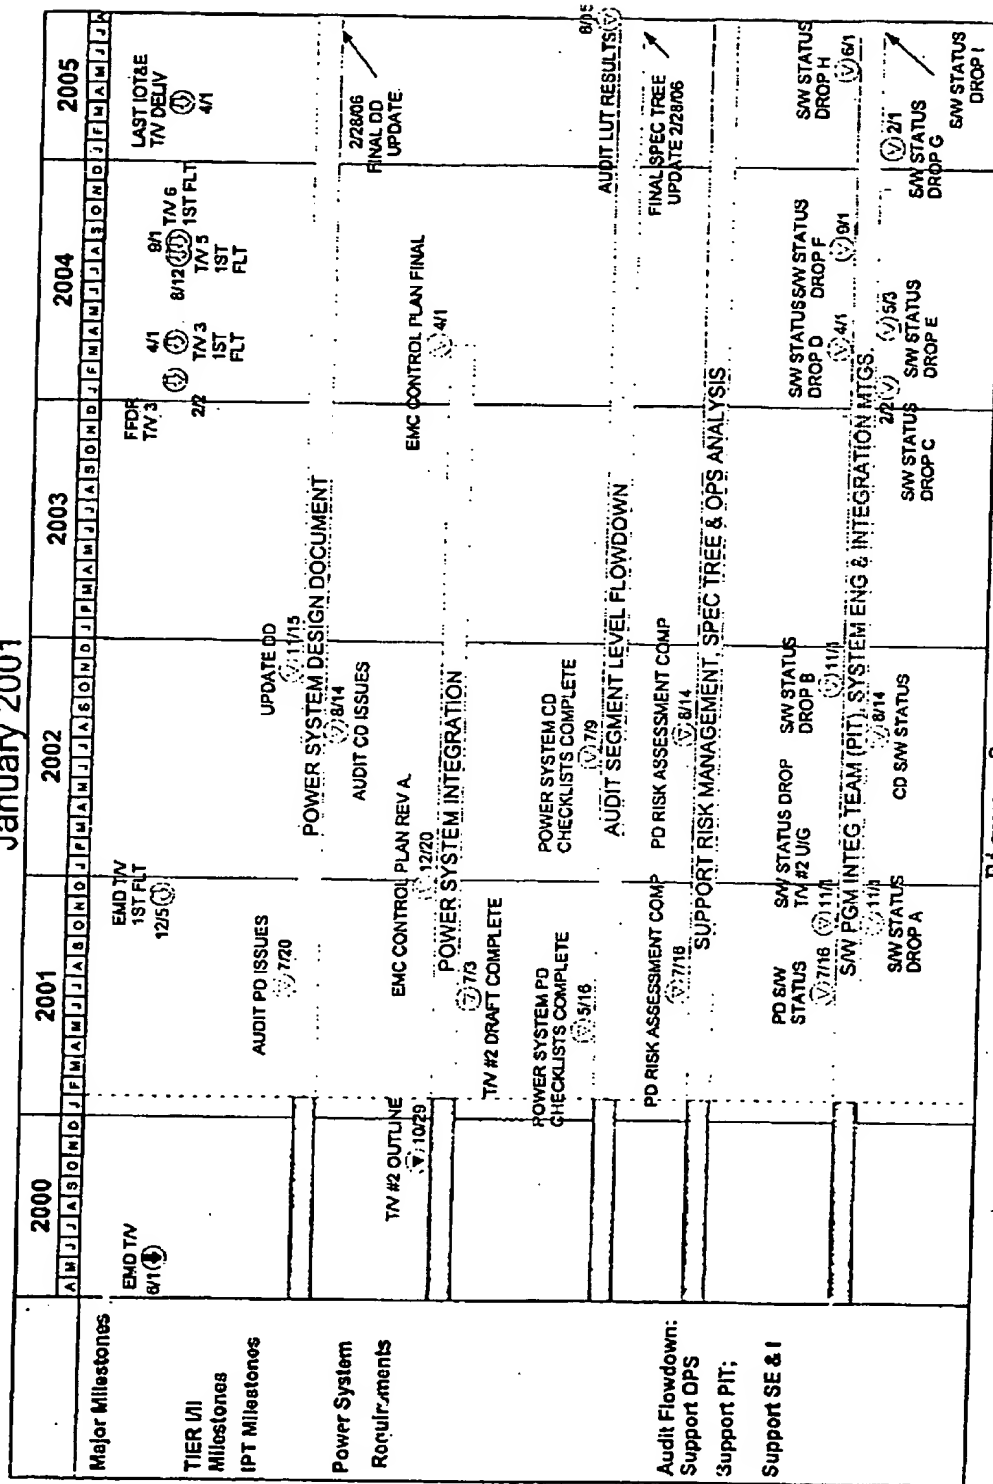 January 2001
2000
2001
2002
2003
2004
2005
A M J J A S O N D J F M A M J J A S O N D J F M A M J J A S O N D J F M A M J J A S O N D J F M A M J J A S O N D J F M A M J J A
Major Milestones
EMD T/V
6/1
EMD T/V
1ST FLT
12/5
FFDR
T/V 3
2/2
4/1
T/V 3
1ST
FLT
8/12
T/V 5
1ST
FLT
9/1
T/V 6
1ST FLT
LAST IOT&E
T/V DELIV
4/1
TIER I/II
Milestones
IPT Milestones
AUDIT PD ISSUES
7/20
UPDATE DD
11/15
POWER SYSTEM DESIGN DOCUMENT
8/14
AUDIT CD ISSUES
2/28/06
FINAL DD
UPDATE
Power System
Requirements
T/V #2 OUTLINE
10/29
EMC CONTROL PLAN REV A
12/20
EMC CONTROL PLAN FINAL
4/1
POWER SYSTEM INTEGRATION
7/3
T/V #2 DRAFT COMPLETE
POWER SYSTEM PD
CHECKLISTS COMPLETE
5/16
POWER SYSTEM CD
CHECKLISTS COMPLETE
7/9
AUDIT LUT RESULTS
8/05
AUDIT SEGMENT LEVEL FLOWDOWN
FINAL SPEC TREE
UPDATE 2/28/06
Audit Flowdown:
Support OPS
Support PIT;
Support SE & I
PD RISK ASSESSMENT COMP
7/16
PD RISK ASSESSMENT COMP
8/14
SUPPORT RISK MANAGEMENT, SPEC TREE & OPS ANALYSIS
PD S/W
STATUS
7/16
S/W STATUS DROP
T/V #2 U/G
11/1
S/W STATUS
DROP B
11/1
S/W STATUS
DROP D
4/1
S/W STATUS
DROP F
9/1
S/W STATUS
DROP H
6/1
S/W PGM INTEG TEAM (PIT), SYSTEM ENG & INTEGRATION MTGS.
11/1
S/W STATUS
DROP A
8/14
CD S/W STATUS
2/2
S/W STATUS
DROP C
5/3
S/W STATUS
DROP E
2/1
S/W STATUS
DROP G
S/W STATUS
DROP I